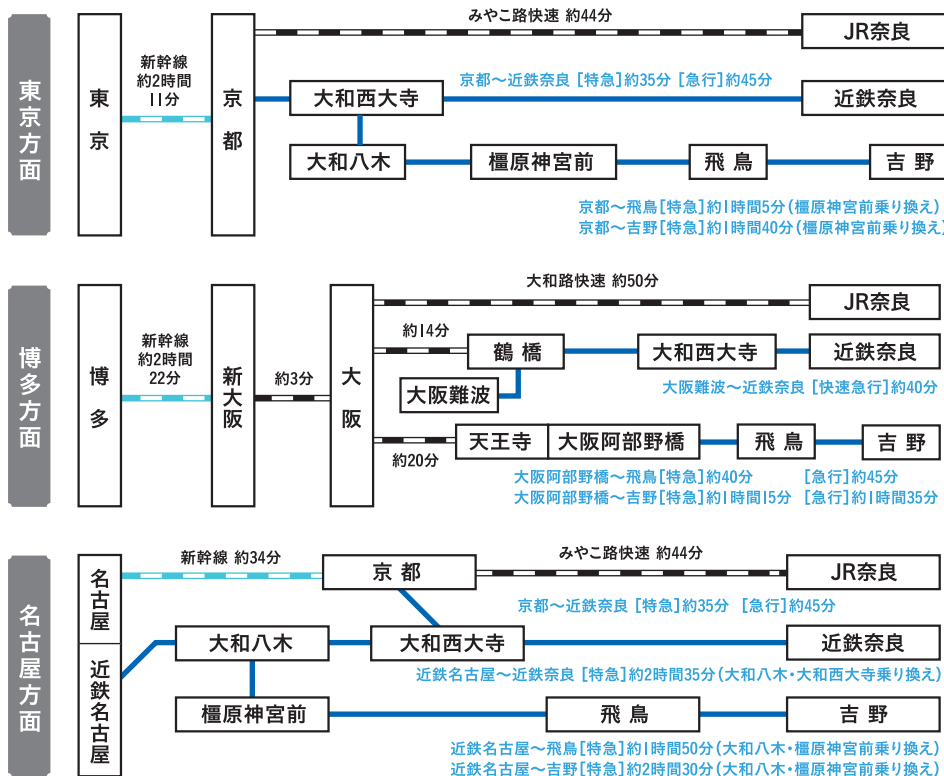 東京方面
東京
新幹線
約2時間
11分
京都
みやこ路快速 約44分
JR奈良
京都～近鉄奈良 [特急]約35分 [急行]約45分
大和西大寺
近鉄奈良
大和八木
橿原神宮前
飛鳥
吉野
京都～飛鳥[特急]約1時間5分(橿原神宮前乗り換え)
京都～吉野[特急]約1時間40分(橿原神宮前乗り換え)
博多方面
博多
新幹線
約2時間
22分
新大阪
約3分
大阪
大和路快速 約50分
JR奈良
約14分
鶴橋
大和西大寺
近鉄奈良
大阪難波
大阪難波～近鉄奈良 [快速急行]約40分
約20分
天王寺
大阪阿部野橋
飛鳥
吉野
大阪阿部野橋～飛鳥[特急]約40分 [急行]約45分
大阪阿部野橋～吉野[特急]約1時間15分 [急行]約1時間35分
名古屋方面
名古屋
新幹線 約34分
京都
みやこ路快速 約44分
JR奈良
京都～近鉄奈良 [特急]約35分 [急行]約45分
近鉄名古屋
大和八木
大和西大寺
近鉄奈良
近鉄名古屋～近鉄奈良 [特急]約2時間35分(大和八木・大和西大寺乗り換え)
橿原神宮前
飛鳥
吉野
近鉄名古屋～飛鳥[特急]約1時間50分(大和八木・橿原神宮前乗り換え)
近鉄名古屋～吉野[特急]約2時間30分(大和八木・橿原神宮前乗り換え)